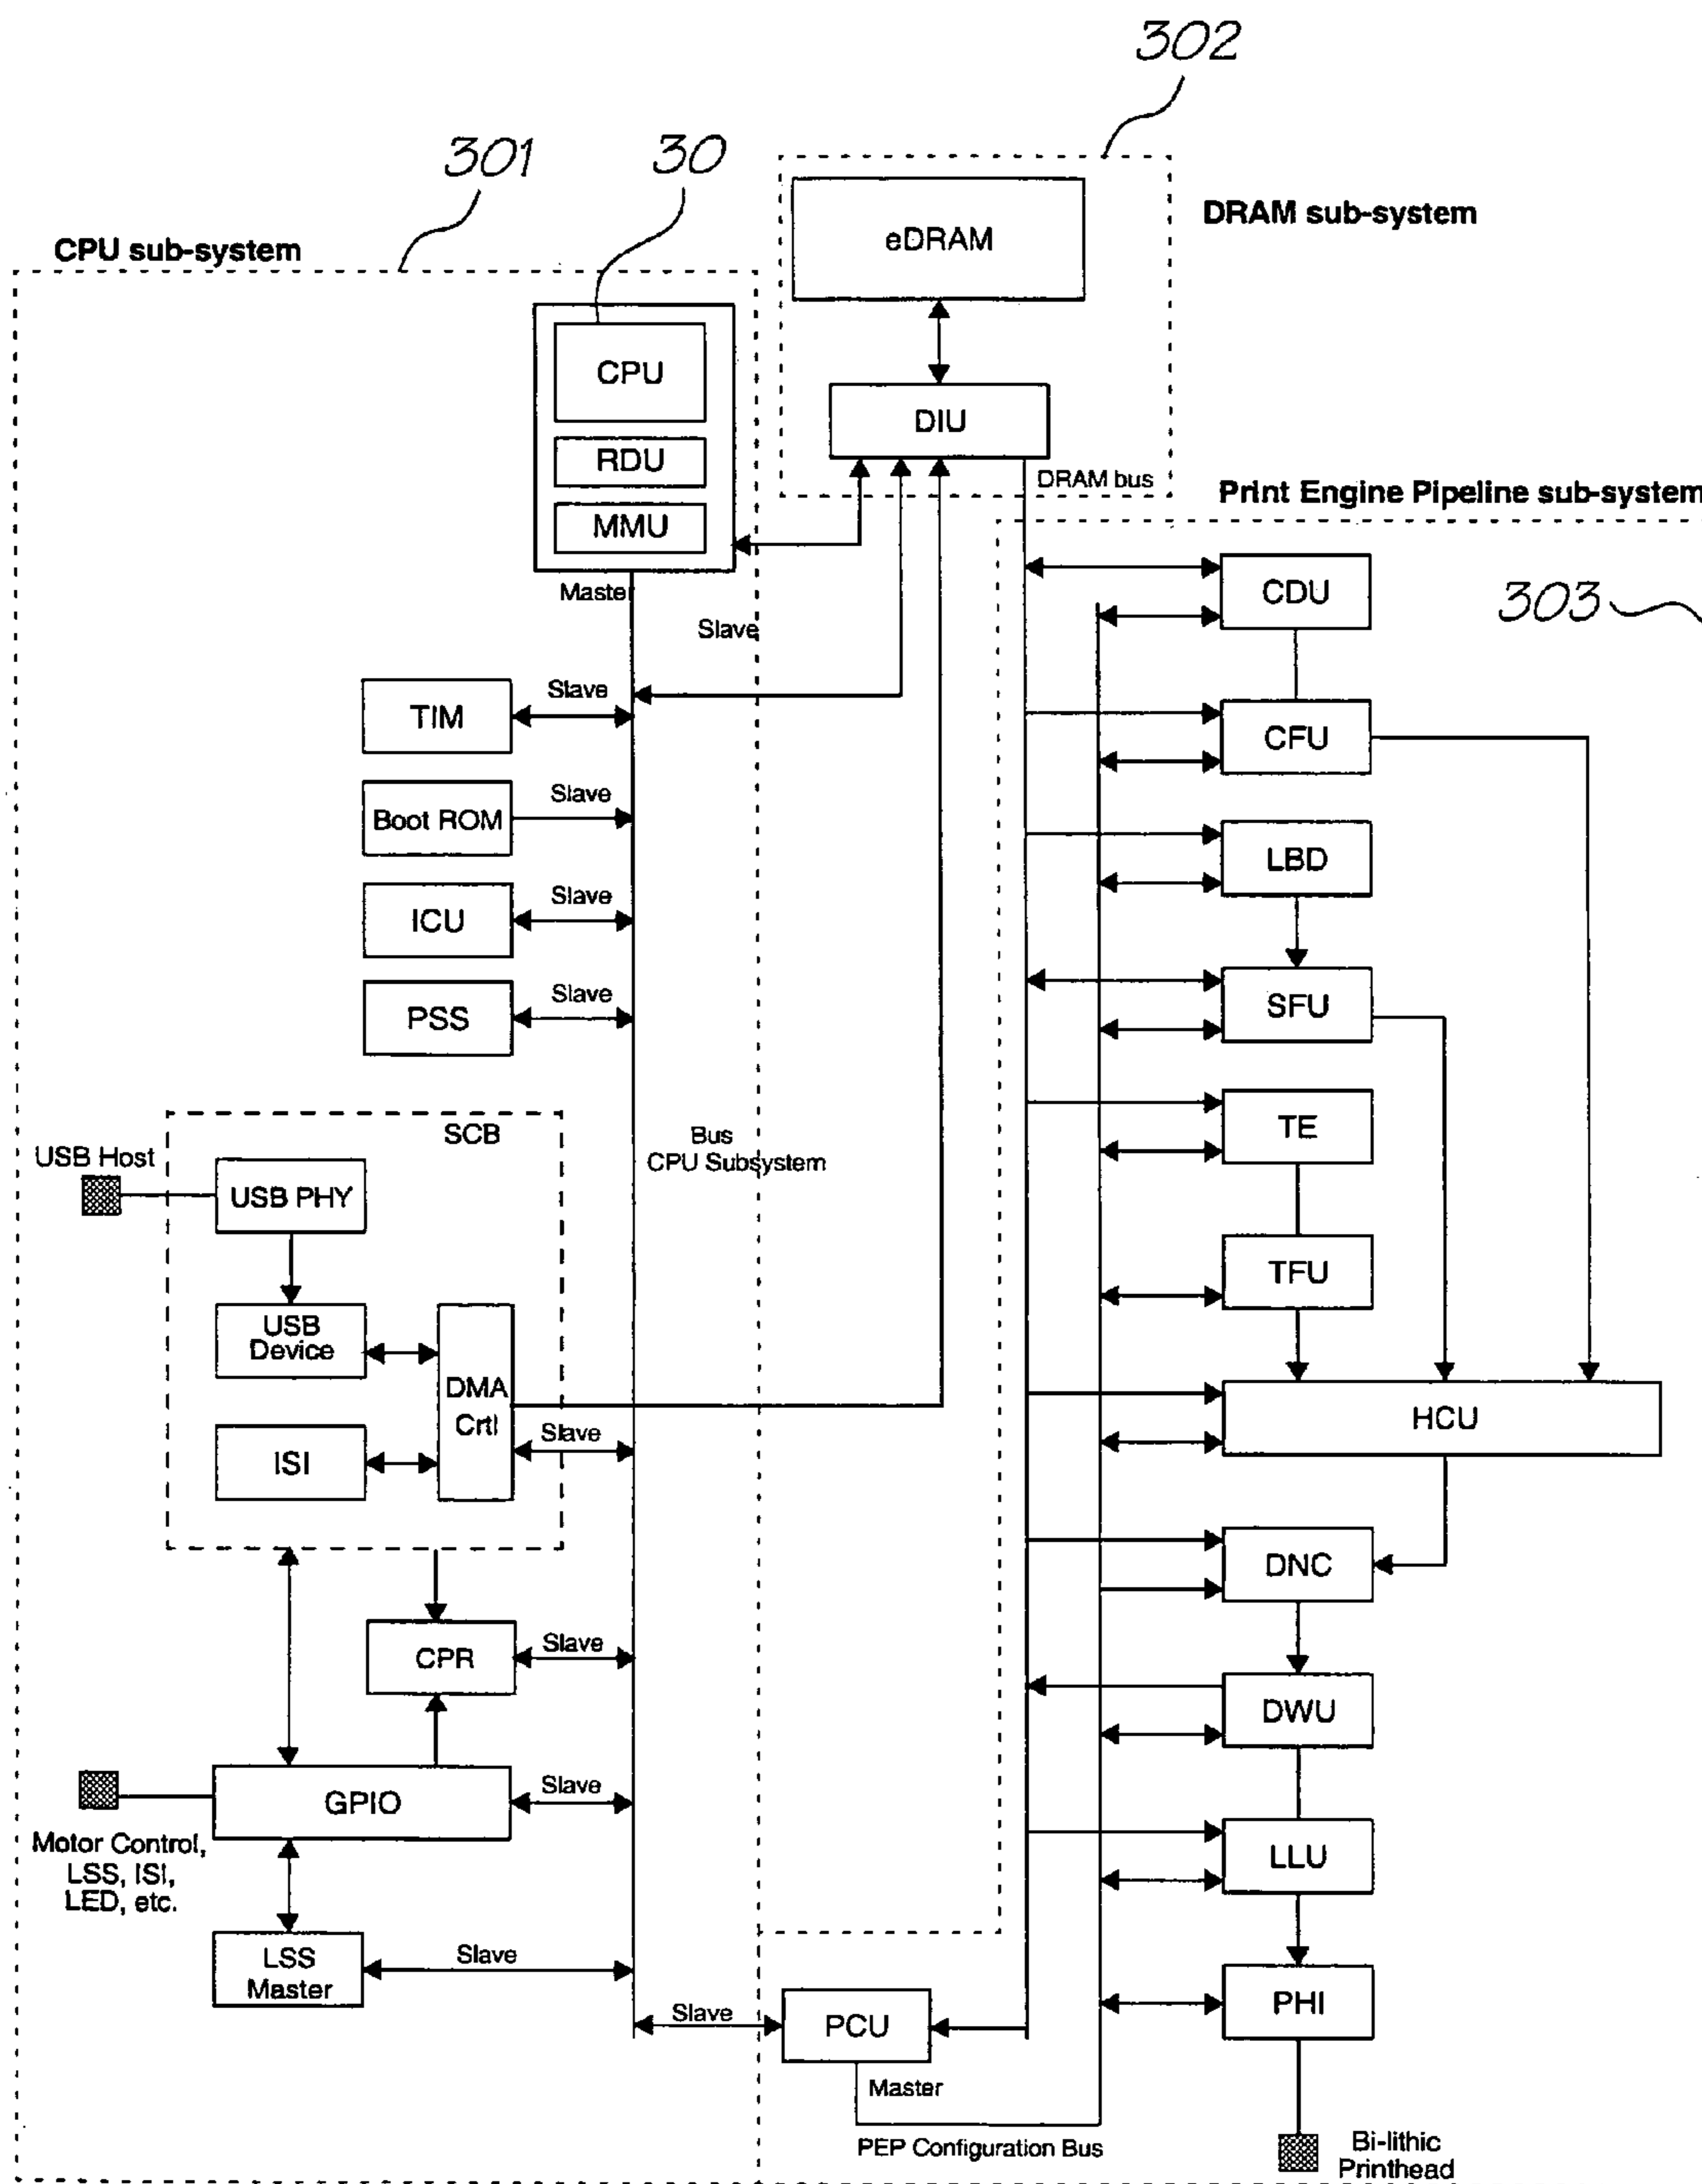 302
301
30
DRAM sub-system
CPU sub-system
eDRAM
CPU
DIU
RDU
DRAM bus
MMU
Print Engine Pipeline sub-system
Master
CDU
303
Slave
TIM
Slave
CFU
Boot ROM
Slave
LBD
ICU
Slave
PSS
Slave
SFU
SCB
TE
USB Host
Bus
CPU Subsystem
USB PHY
TFU
USB
Device
DMA
Crtl
HCU
Slave
ISI
DNC
CPR
Slave
DWU
GPIO
Slave
Motor Control,
LSS, ISI,
LED, etc.
LLU
LSS
Master
Slave
PHI
Slave
PCU
Master
PEP Configuration Bus
Bi-lithic
Printhead